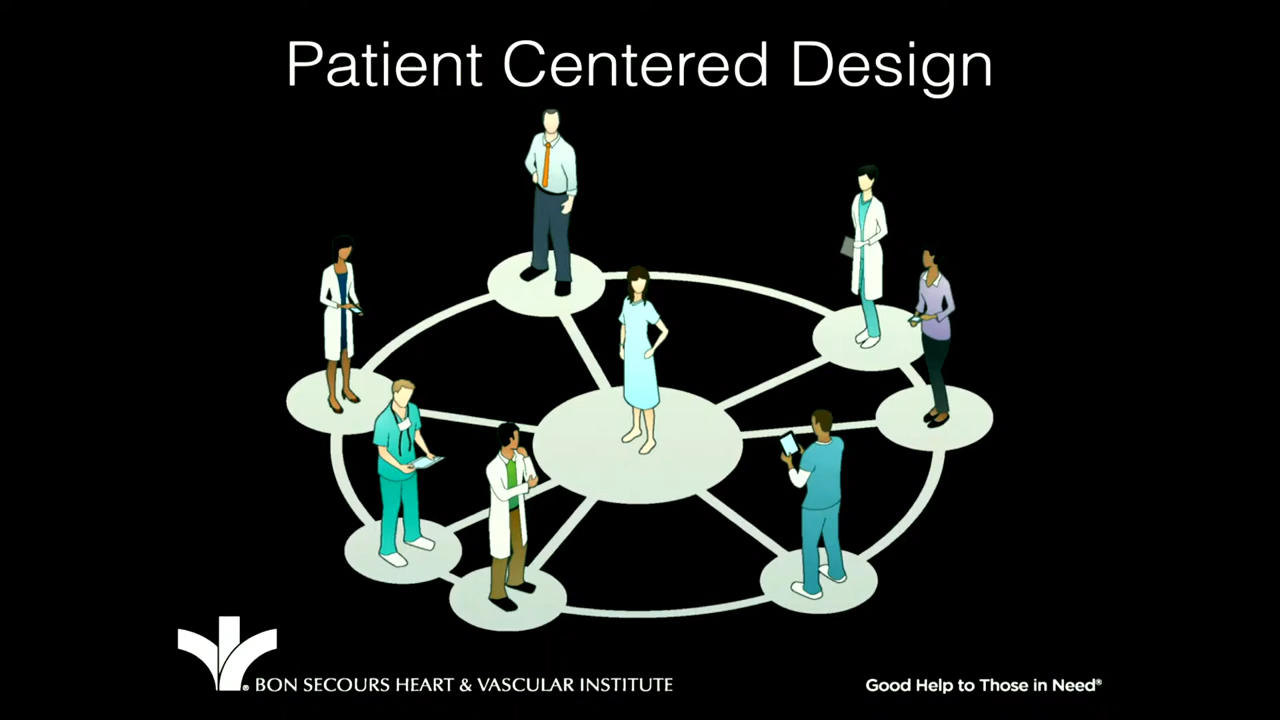 Patient Centered Design
® BON SECOURS HEART & VASCULAR INSTITUTE
Good Help to Those in Need®